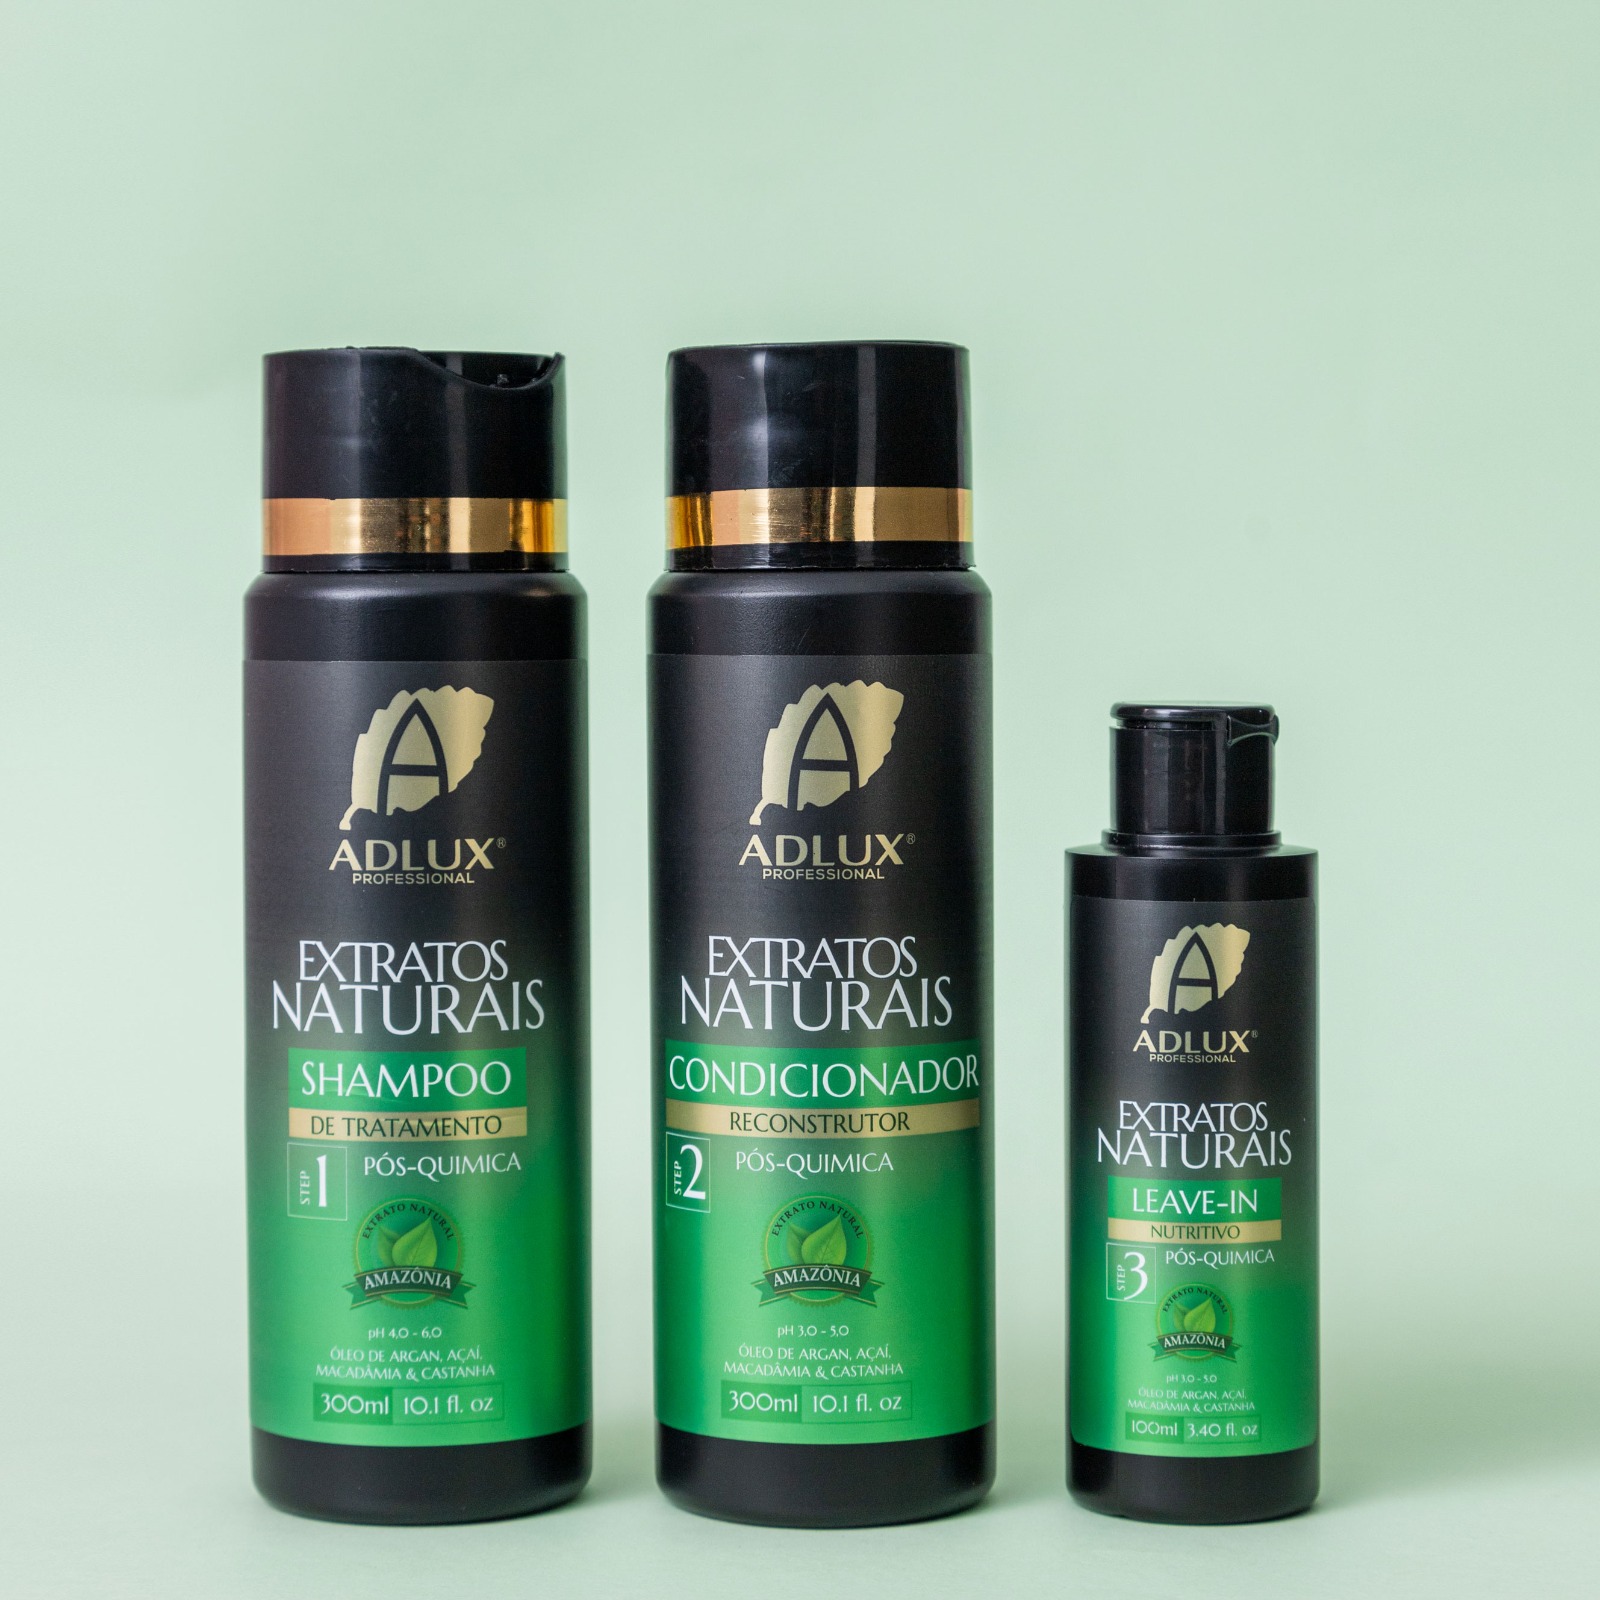 A
ADLUX®
PROFESSIONAL
EXTRATOS
NATURAIS
SHAMPOO
DE TRATAMENTO
STEP 1
PÓS-QUIMICA
EXTRATO NATURAL
AMAZÔNIA
pH 4,0 - 6,0
ÓLEO DE ARGAN, AÇAÍ,
MACADÂMIA & CASTANHA
300ml 10.1 fl. oz
A
ADLUX®
PROFESSIONAL
EXTRATOS
NATURAIS
CONDICIONADOR
RECONSTRUTOR
STEP 2
PÓS-QUIMICA
EXTRATO NATURAL
AMAZÔNIA
pH 3,0 - 5,0
ÓLEO DE ARGAN, AÇAÍ,
MACADÂMIA & CASTANHA
300ml 10.1 fl. oz
A
ADLUX®
PROFESSIONAL
EXTRATOS
NATURAIS
LEAVE-IN
NUTRITIVO
STEP 3
PÓS-QUIMICA
EXTRATO NATURAL
AMAZÔNIA
pH 3,0 - 5,0
ÓLEO DE ARGAN, AÇAÍ,
MACADÂMIA & CASTANHA
100ml 3.40 fl. oz